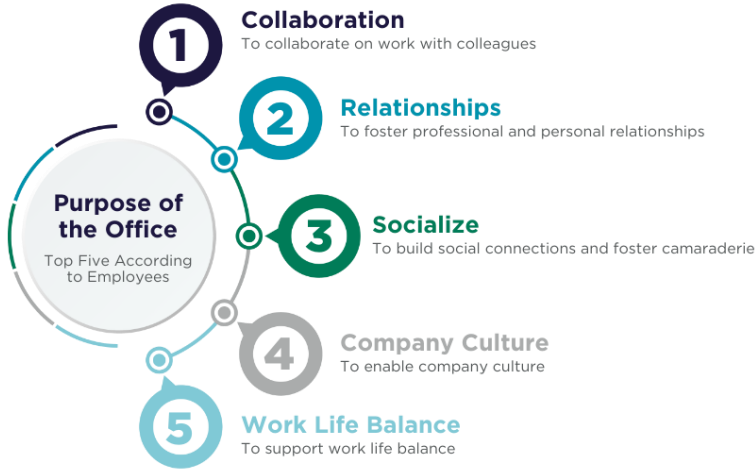 Purpose of
the Office
Top Five According
to Employees
1
Collaboration
To collaborate on work with colleagues
2
Relationships
To foster professional and personal relationships
3
Socialize
To build social connections and foster camaraderie
4
Company Culture
To enable company culture
5
Work Life Balance
To support work life balance